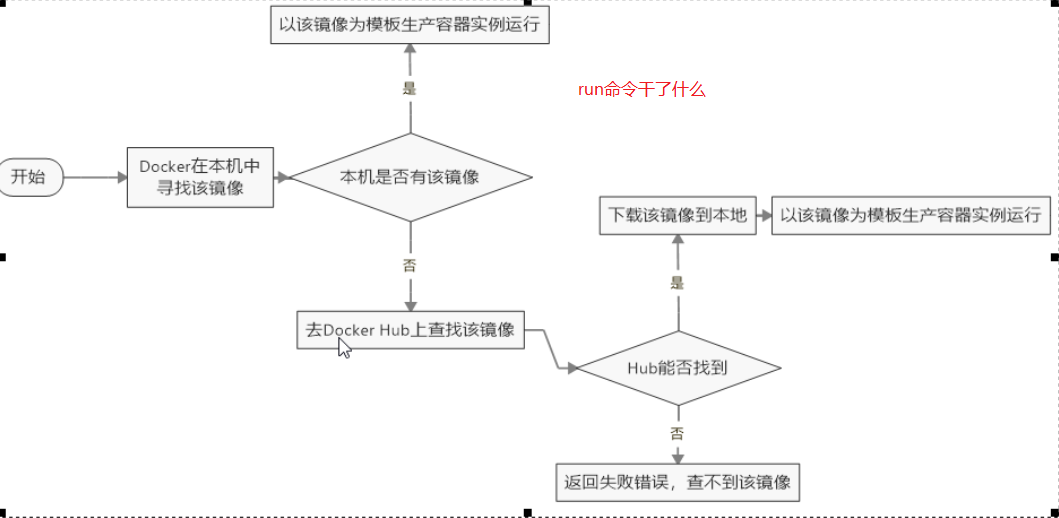 以该镜像为模板生产容器实例运行
run命令干了什么
是
开始
Docker在本机中
寻找该镜像
本机是否有该镜像
否
去Docker Hub上查找该镜像
下载该镜像到本地
以该镜像为模板生产容器实例运行
是
Hub能否找到
否
返回失败错误，查不到该镜像